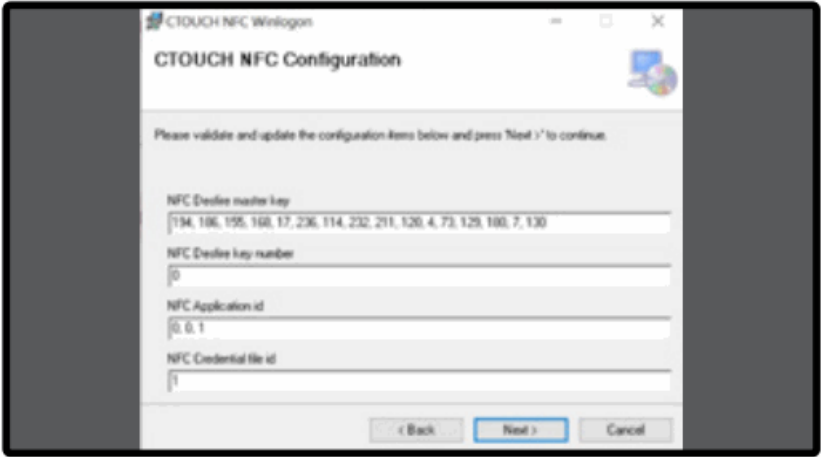 CTOUCH NFC Winlogon
CTOUCH NFC Configuration
Please validate and update the configuration items below and press 'Next >' to continue.
NFC Desfire master key
194, 186, 155, 168, 17, 236, 114, 232, 211, 120, 4, 73, 129, 180, 7, 130
NFC Desfire key number
0
NFC Application id
0, 0, 1
NFC Credential file id
1
< Back
Next >
Cancel